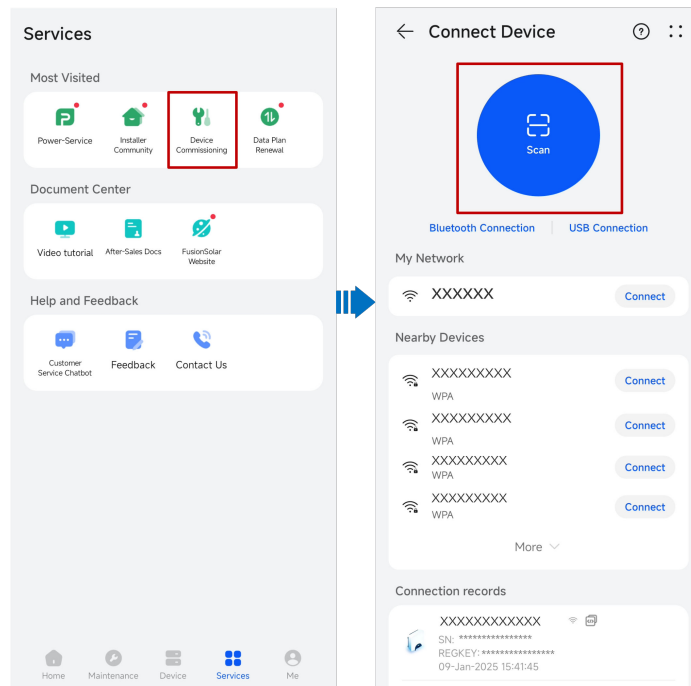 Services
Most Visited
Power-Service
Installer
Community
Device
Commissioning
Data Plan
Renewal
Document Center
Video tutorial
After-Sales Docs
FusionSolar
Website
Help and Feedback
Customer
Service Chatbot
Feedback
Contact Us
Home
Maintenance
Device
Services
Me
Connect Device
Scan
Bluetooth Connection
USB Connection
My Network
XXXXXX
Connect
Nearby Devices
XXXXXXXXX
WPA
Connect
XXXXXXXXX
WPA
Connect
XXXXXXXXX
WPA
Connect
XXXXXXXXX
WPA
Connect
More
Connection records
XXXXXXXXXXXX
SN: ****************
REGKEY:****************
09-Jan-2025 15:41:45